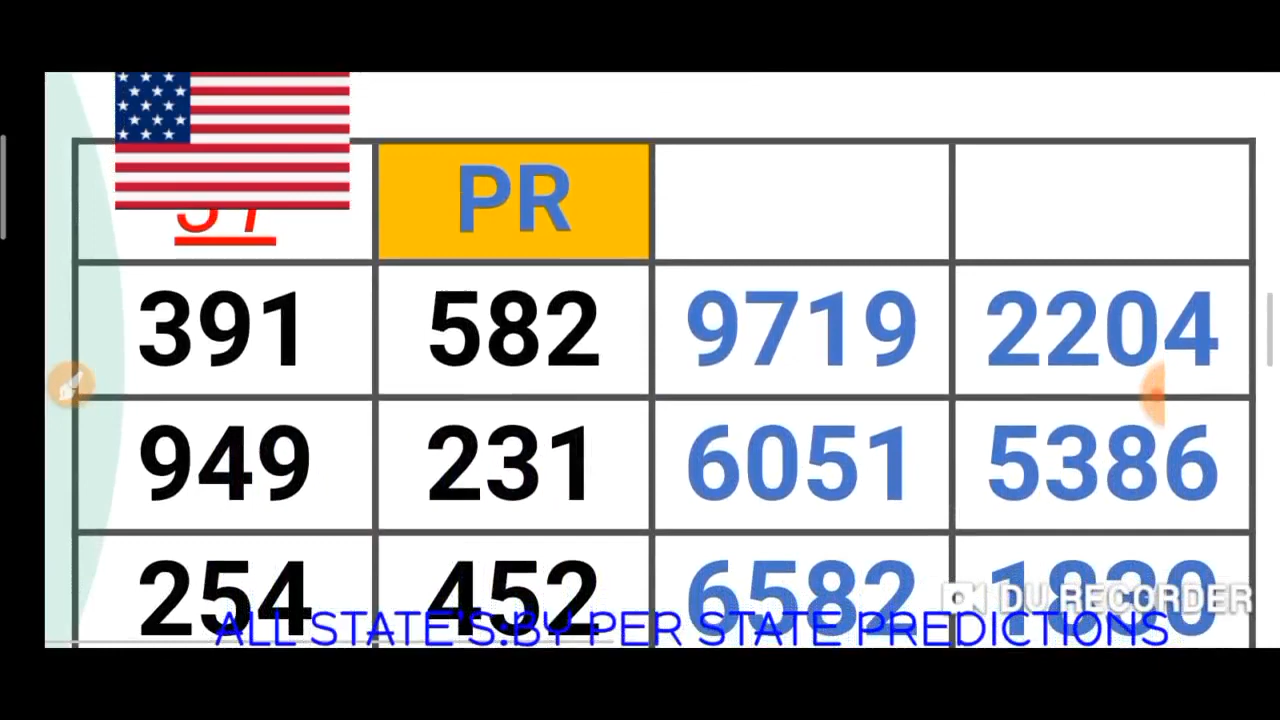 PR
391 582 9719 2204
949 231 6051 5386
254 452 6582 1830
DU RECORDER
ALL STATE'S.BY PER STATE PREDICTIONS